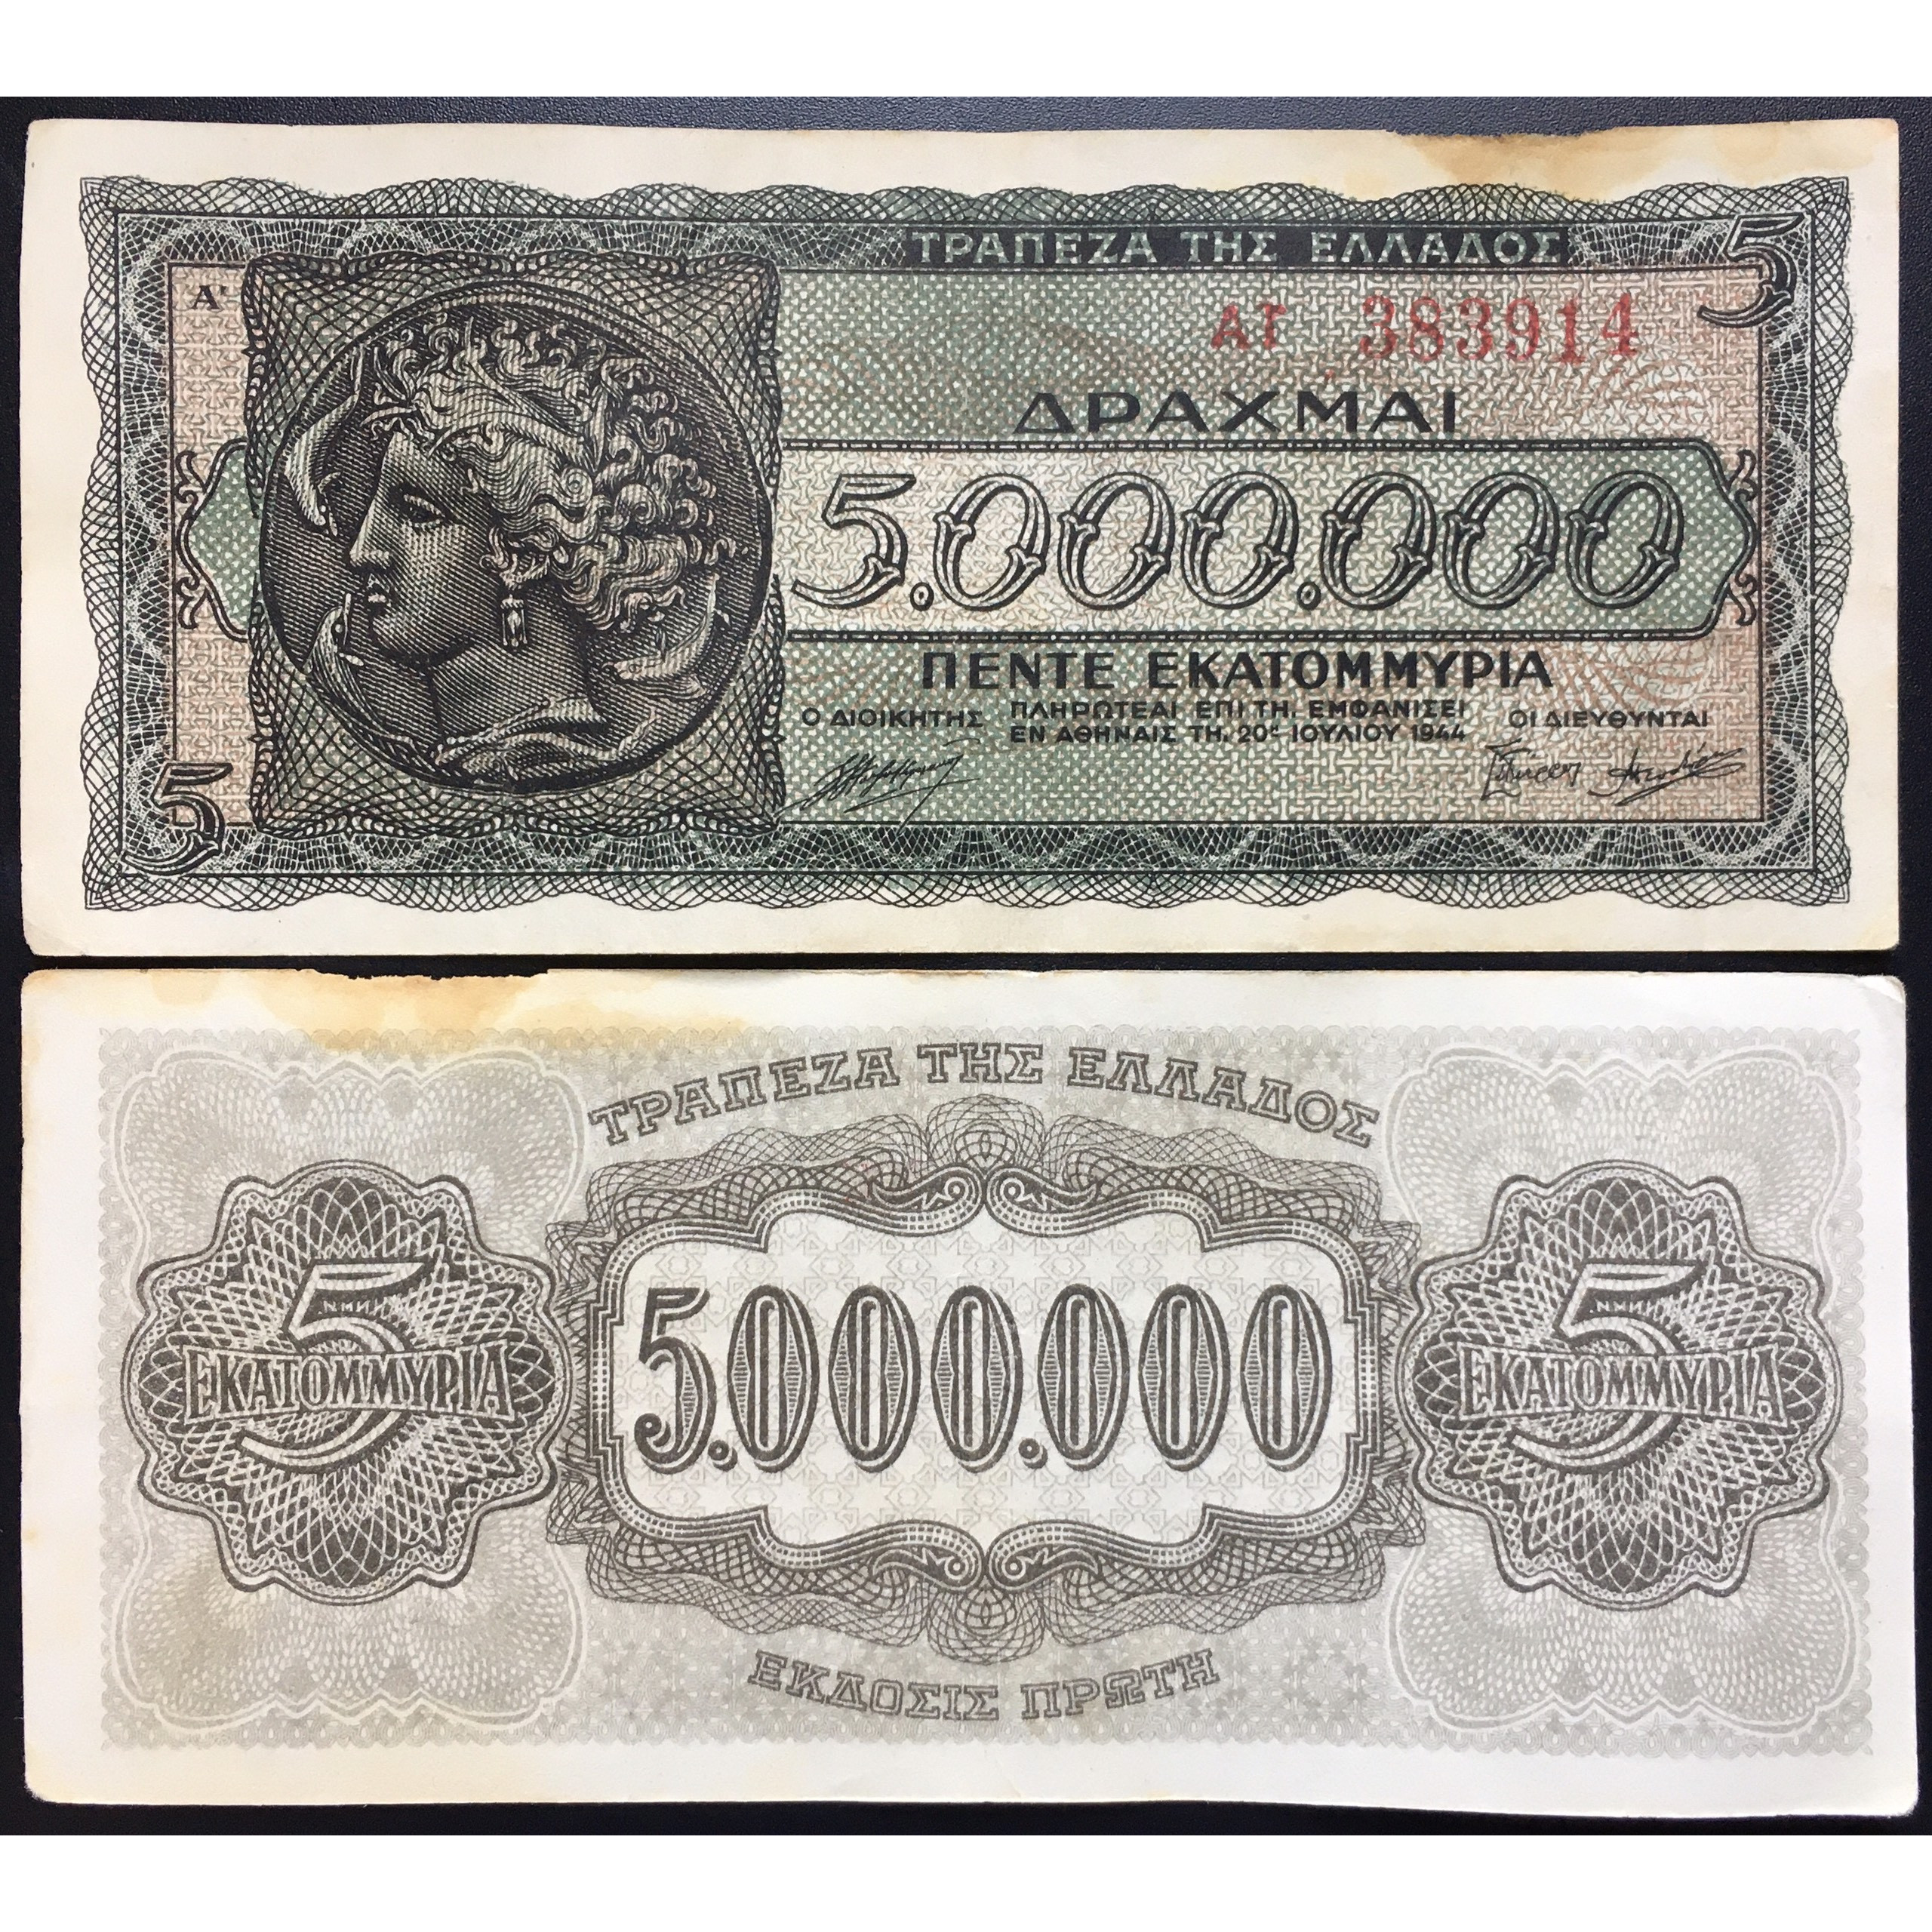 ΤΡΑΠΕΖΑ ΤΗΣ ΕΛΛΑΔΟΣ
5
Α'
ΑΓ 383914
ΔΡΑΧΜΑΙ
5.000.000
ΠΕΝΤΕ ΕΚΑΤΟΜΜΥΡΙΑ
Ο ΔΙΟΙΚΗΤΗΣ ΠΛΗΡΩΤΕΑΙ ΕΠΙ ΤΗ. ΕΜΦΑΝΙΣΕΙ ΟΙ ΔΙΕΥΘΥΝΤΑΙ
ΕΝ ΑΘΗΝΑΙΣ ΤΗ. 20ῌ ΙΟΥΛΙΟΥ 1944
5
ΤΡΑΠΕΖΑ ΤΗΣ ΕΛΛΑΔΟΣ
5 ΕΚΑΤΟΜΜΥΡΙΑ
5.000.000
5 ΕΚΑΤΟΜΜΥΡΙΑ
ΕΚΔΟΣΙΣ ΠΡΩΤΗ